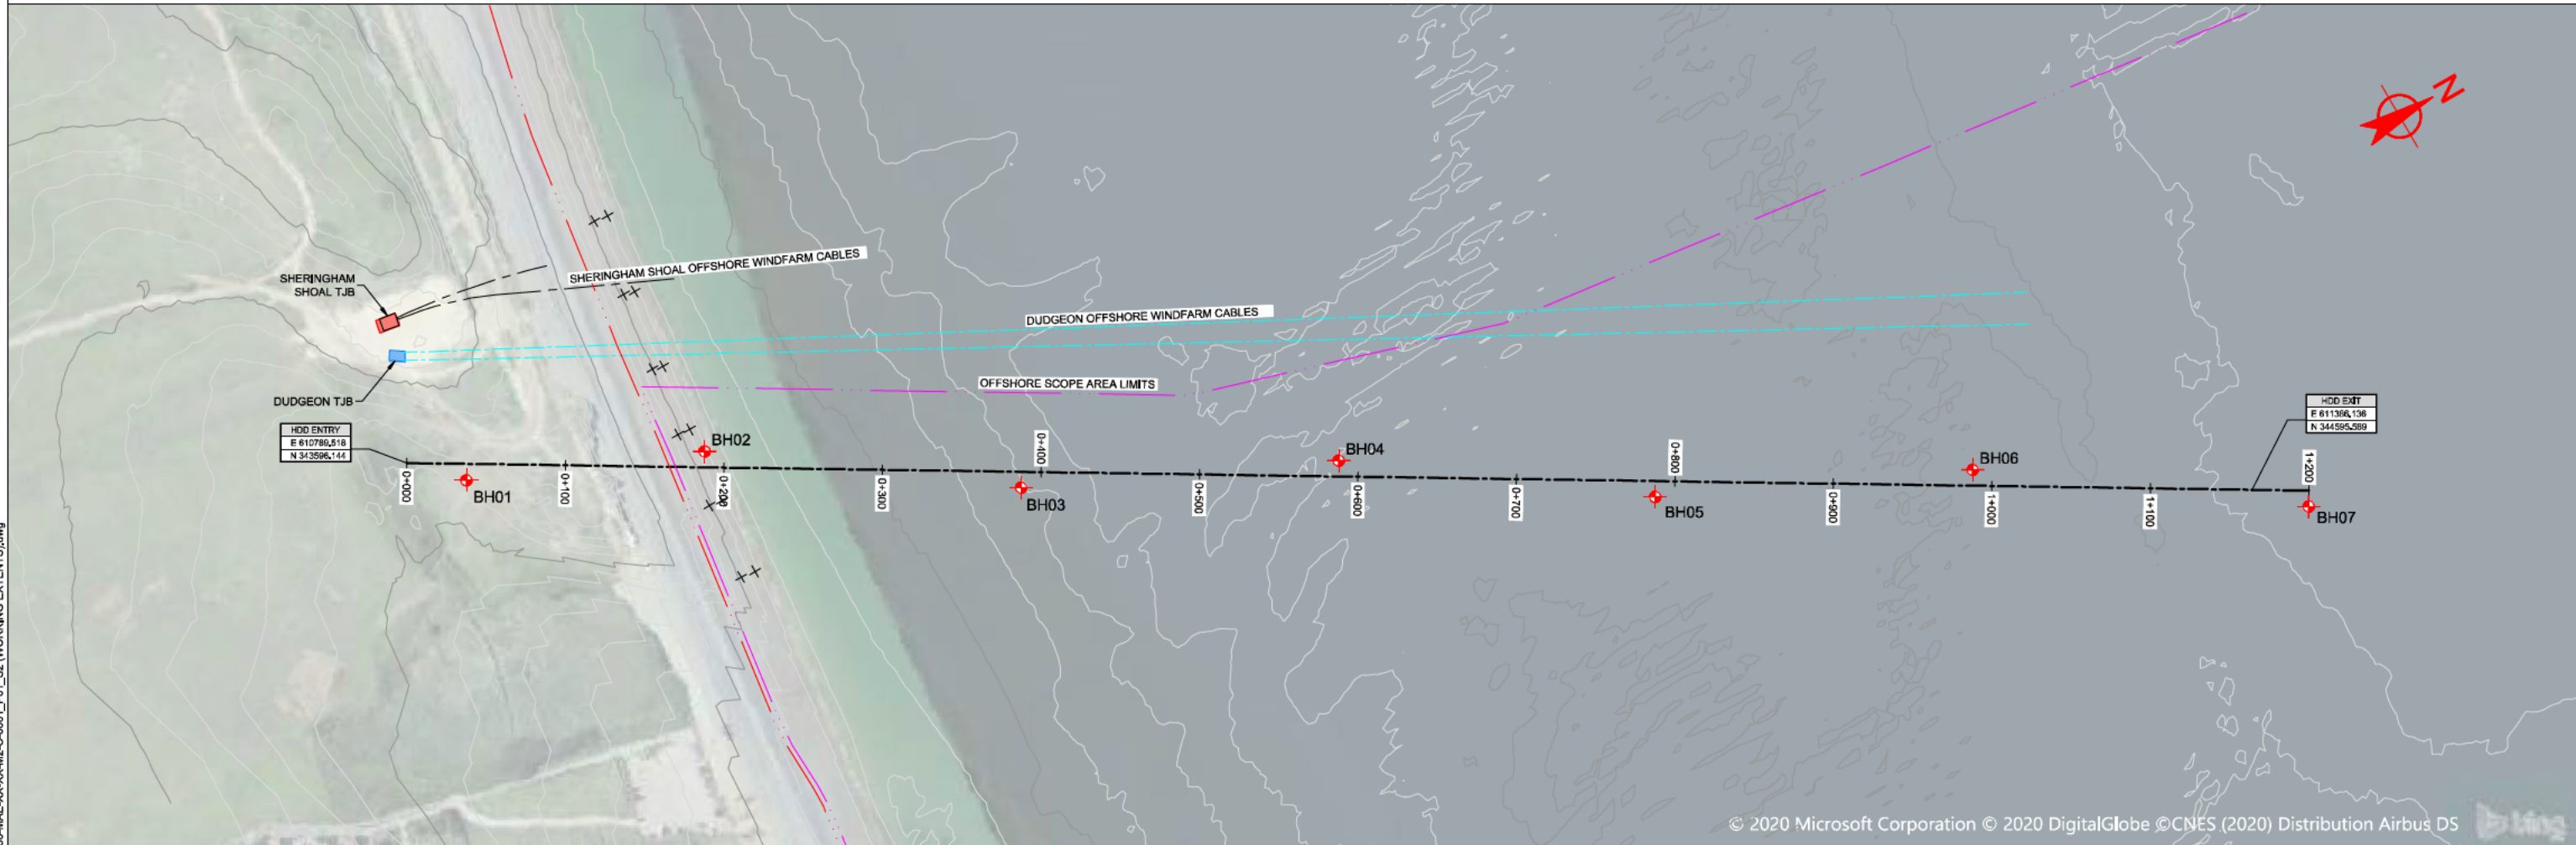 N
SHERINGHAM SHOAL OFFSHORE WINDFARM CABLES
SHERINGHAM
SHOAL TJB
DUDGEON OFFSHORE WINDFARM CABLES
OFFSHORE SCOPE AREA LIMITS
DUDGEON TJB
HDD ENTRY
E 610789.518
N 343596.144
HDD EXIT
E 611386.136
N 344595.589
BH01
BH02
BH03
BH04
BH05
BH06
BH07
0+000
0+100
0+200
0+300
0+400
0+500
0+600
0+700
0+800
0+900
1+000
1+100
1+200
© 2020 Microsoft Corporation © 2020 DigitalGlobe ©CNES (2020) Distribution Airbus DS
bing